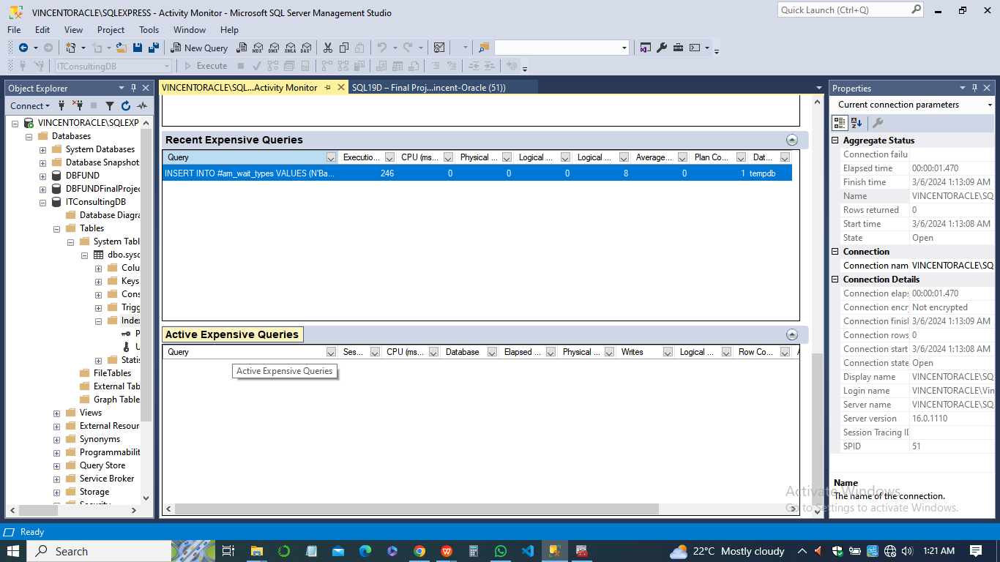 VINCENTORACLE\SQLEXPRESS - Activity Monitor - Microsoft SQL Server Management Studio
Quick Launch (Ctrl+Q)
File Edit View Project Tools Window Help
New Query MDX DMX XMLA DAX
ITConsultingDB Execute
Object Explorer
Connect
VINCENTORACLE\SQLEXP
Databases
System Databases
Database Snapshot
DBFUND
DBFUNDFinalProje
ITConsultingDB
Database Diagra
Tables
System Tabl
dbo.sys
Colu
Keys
Cons
Trigg
Inde
P
U
Stati
FileTables
External Tab
Graph Table
Views
External Resour
Synonyms
Programmabilit
Query Store
Service Broker
Storage
Security
VINCENTORACLE\SQL...Activity Monitor
SQL19D – Final Proj...incent-Oracle (51))
Recent Expensive Queries
Query Executio... CPU (ms... Physical ... Logical ... Logical ... Average... Plan Co... Dat...
INSERT INTO #am_wait_types VALUES (N'Ba... 246 0 0 0 8 0 1 tempdb
Active Expensive Queries
Query Ses... CPU (ms... Database Elapsed ... Physical ... Writes Logical ... Row Co... A
Active Expensive Queries
Properties
Current connection parameters
Aggregate Status
Connection failu
Elapsed time 00:00:01.470
Finish time 3/6/2024 1:13:09 AM
Name VINCENTORACLE\SQ
Rows returned 0
Start time 3/6/2024 1:13:08 AM
State Open
Connection
Connection nam VINCENTORACLE\SQ
Connection Details
Connection elap: 00:00:01.470
Connection encr Not encrypted
Connection finisl 3/6/2024 1:13:09 AM
Connection rows 0
Connection start 3/6/2024 1:13:08 AM
Connection state Open
Display name VINCENTORACLE\SQ
Login name VINCENTORACLE\Vin
Server name VINCENTORACLE\SQ
Server version 16.0.1110
Session Tracing ID
SPID 51
Name
The name of the connection.
Activate Windows
Go to Settings to activate Windows.
Ready
Search
22°C Mostly cloudy
1:21 AM